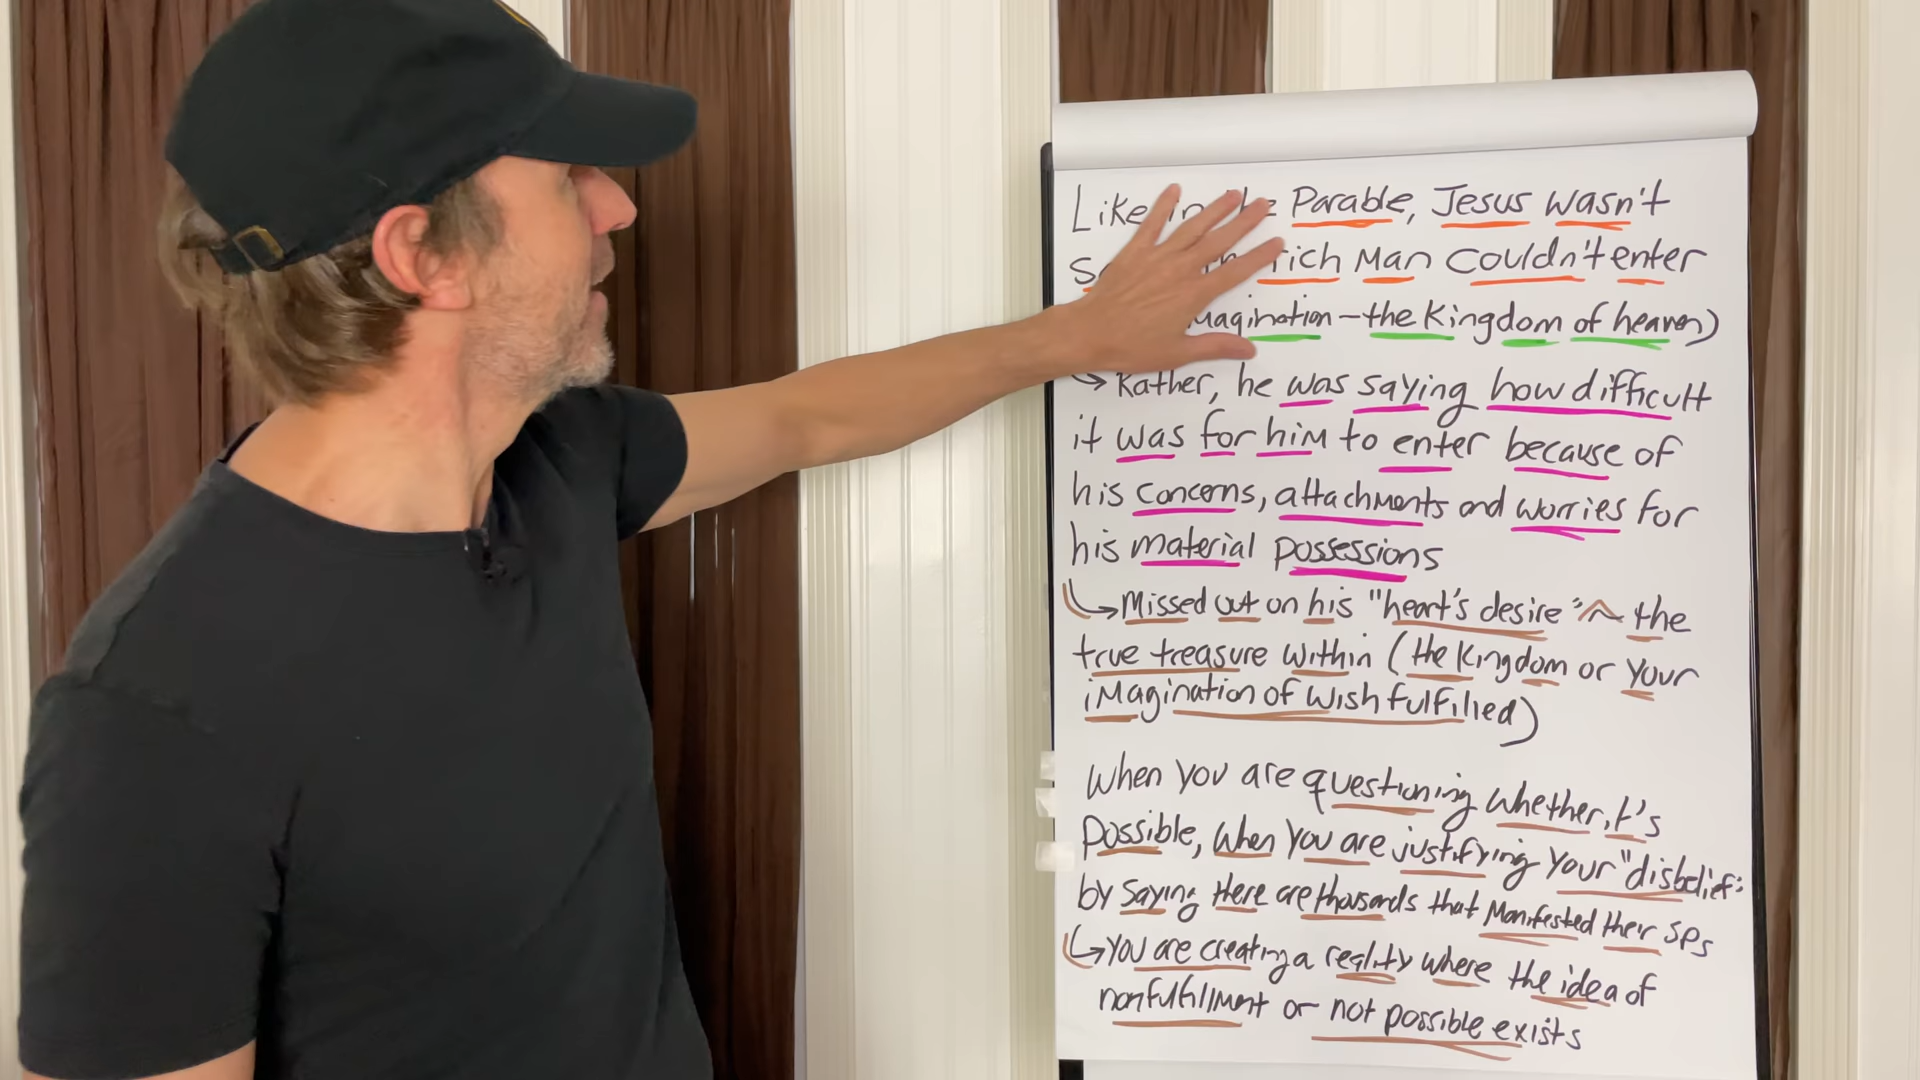 Like in the Parable, Jesus wasn't
rich Man couldn't enter
magination – the Kingdom of heaven)
→ Rather, he was saying how difficult
it was for him to enter because of
his concerns, attachments and worries for
his material possessions
↳ Missed out on his "heart's desire" ~ the
true treasure within (the Kingdom or your
imagination of wish fulfilled)
When you are questioning whether it's
possible, when you are justifying your "disbelief:
by saying Here are thousands that Manifested their SPs
↳ You are creating a reality where the idea of
nonfulfillment or not possible exists